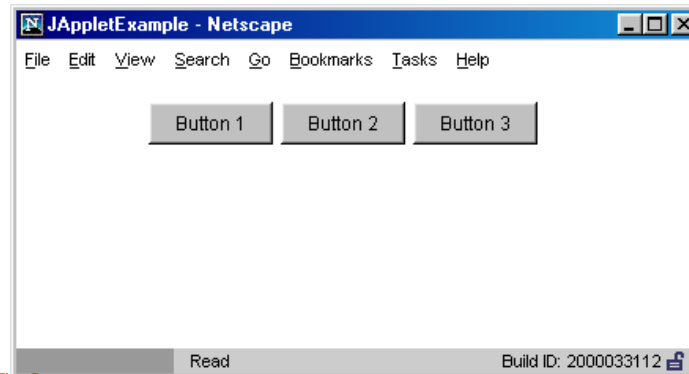 JAppletExample - Netscape
File Edit View Search Go Bookmarks Tasks Help
Button 1 Button 2 Button 3
Read Build ID: 2000033112